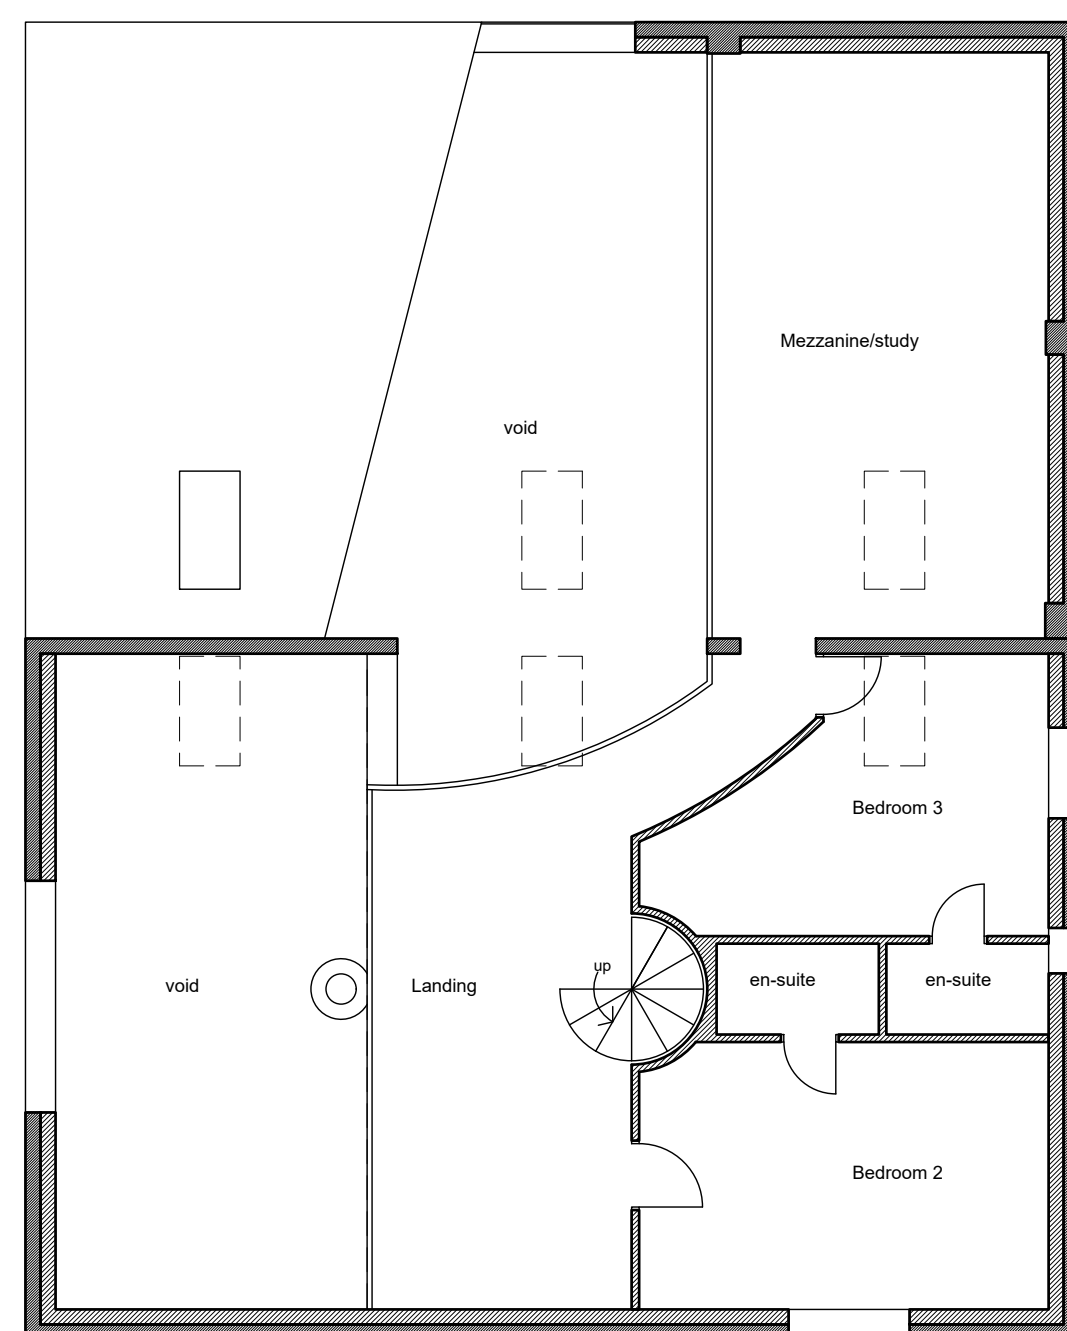 Mezzanine/study
void
Bedroom 3
up
void
Landing
en-suite
en-suite
Bedroom 2